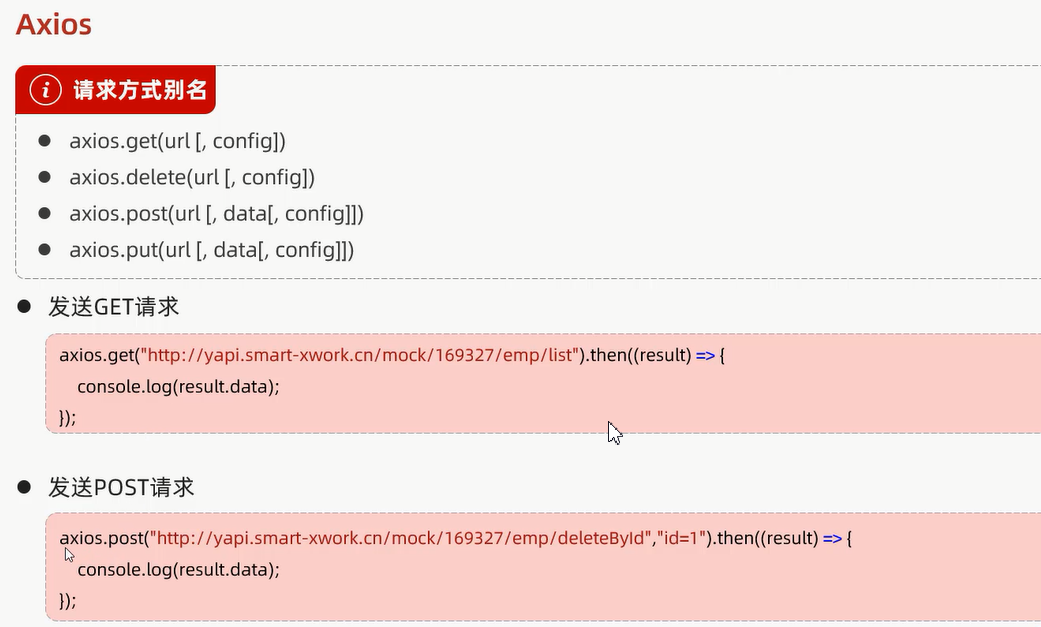 Axios
请求方式别名
axios.get(url [, config])
axios.delete(url [, config])
axios.post(url [, data[, config]])
axios.put(url [, data[, config]])
发送GET请求
axios.get("http://yapi.smart-xwork.cn/mock/169327/emp/list").then((result) => {
console.log(result.data);
});
发送POST请求
axios.post("http://yapi.smart-xwork.cn/mock/169327/emp/deleteById","id=1").then((result) => {
console.log(result.data);
});